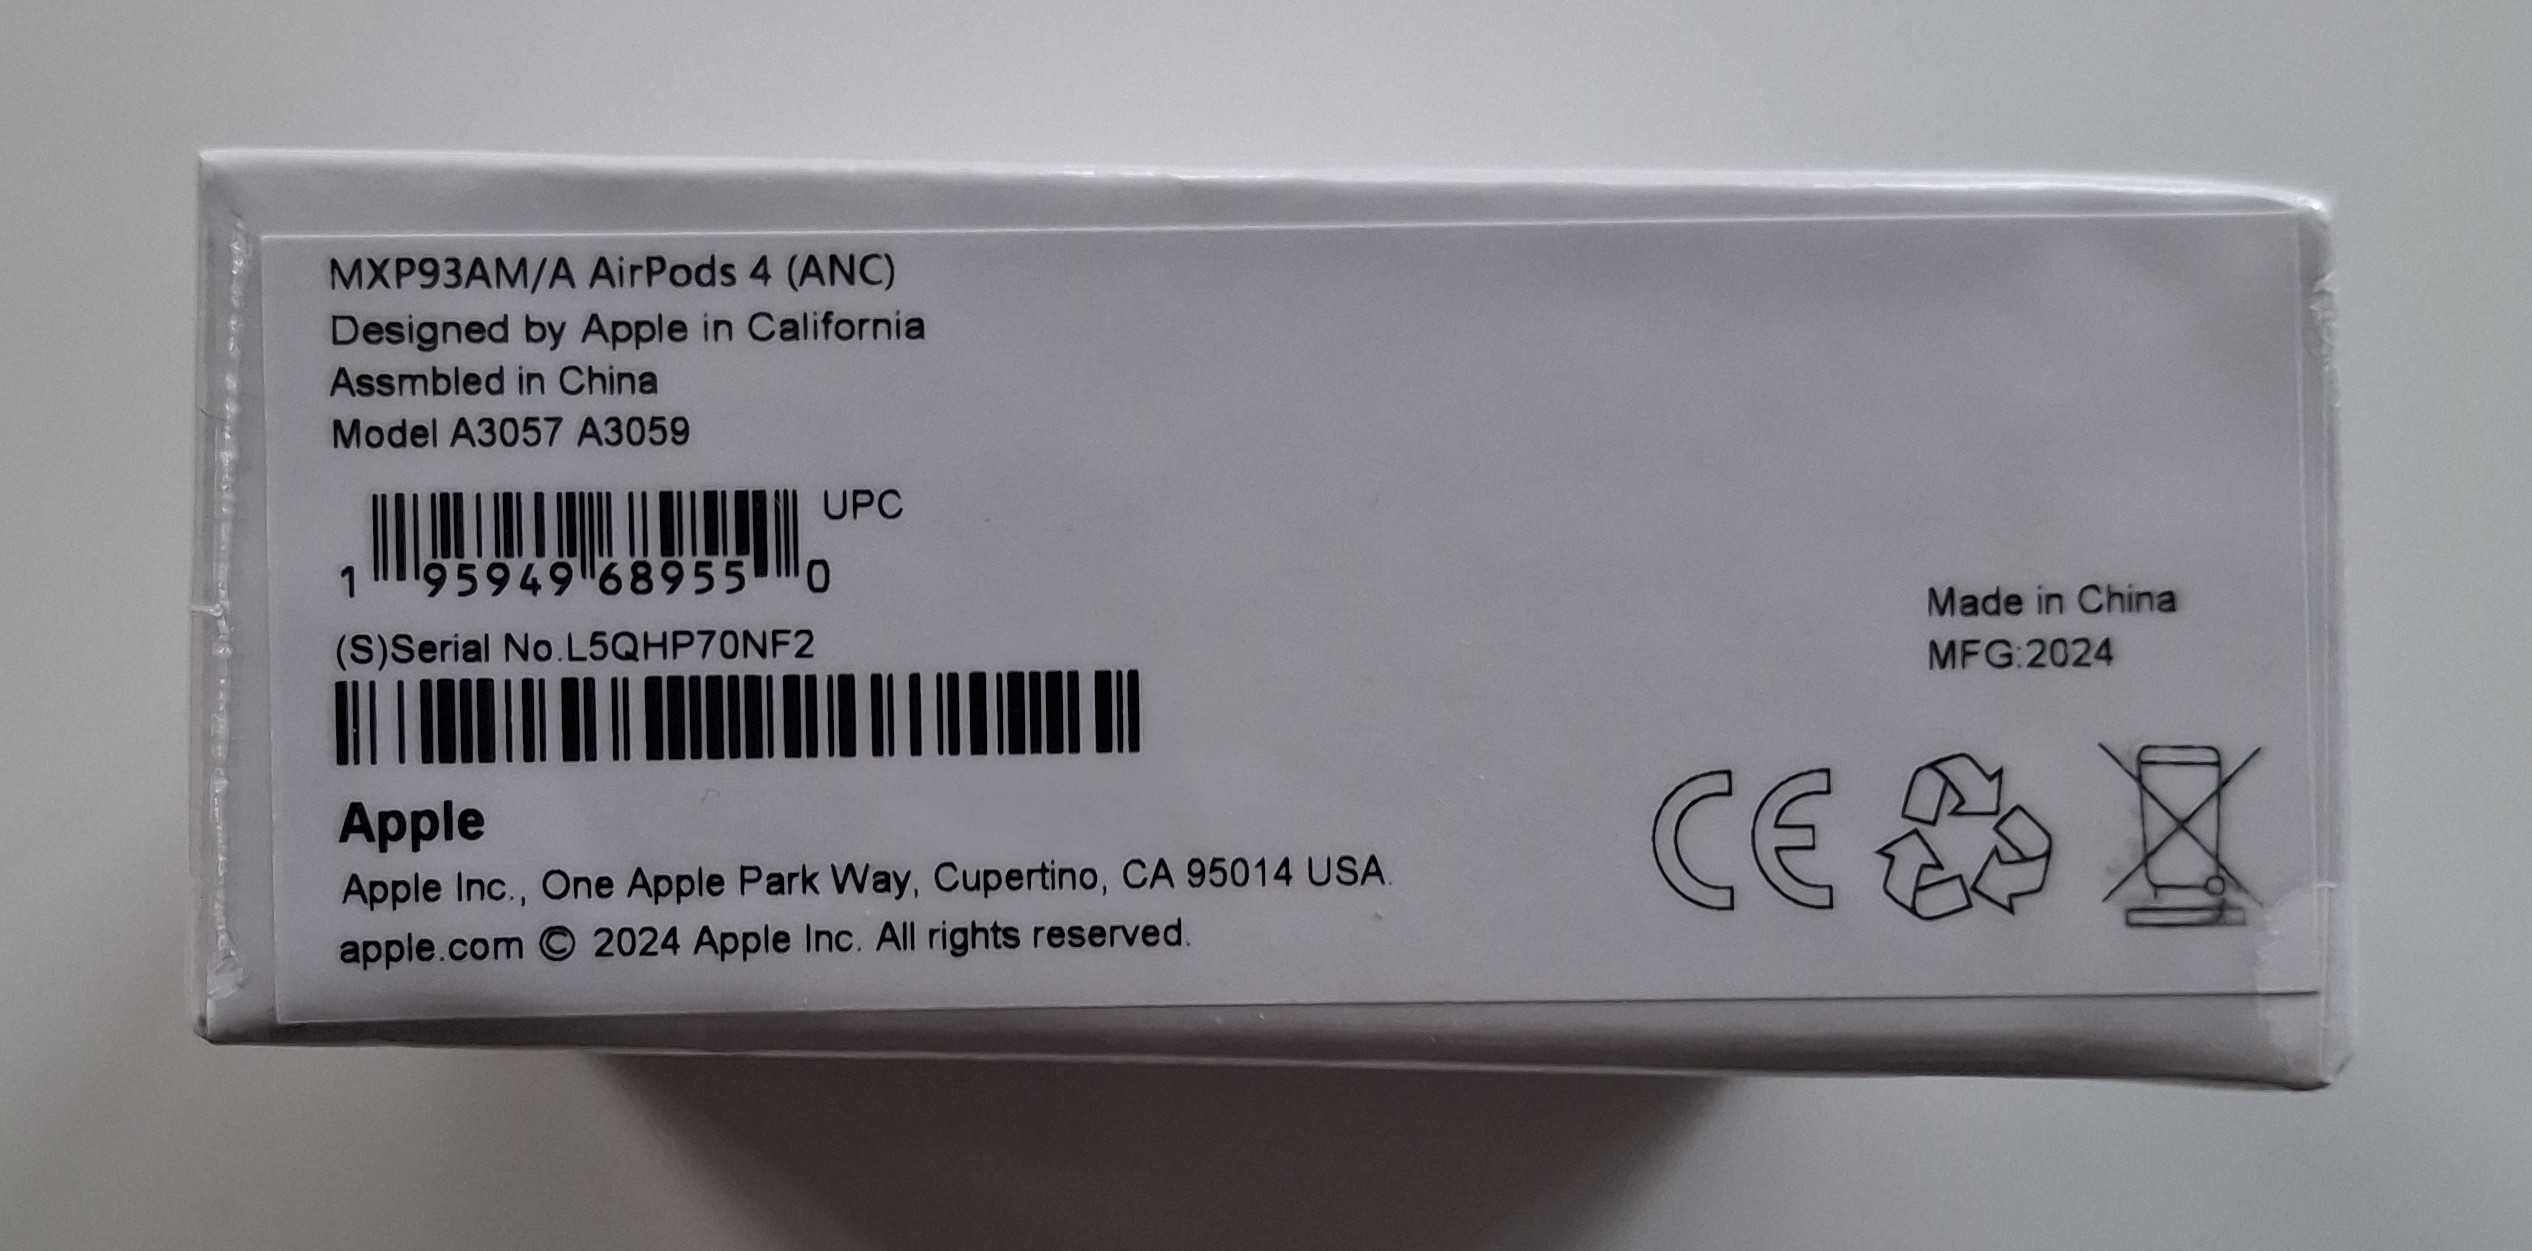 MXP93AM/A AirPods 4 (ANC)
Designed by Apple in California
Assmbled in China
Model A3057 A3059
UPC
1 95949 68955 0
(S)Serial No.L5QHP70NF2
Made in China
MFG:2024
Apple
Apple Inc., One Apple Park Way, Cupertino, CA 95014 USA.
apple.com © 2024 Apple Inc. All rights reserved.
CE